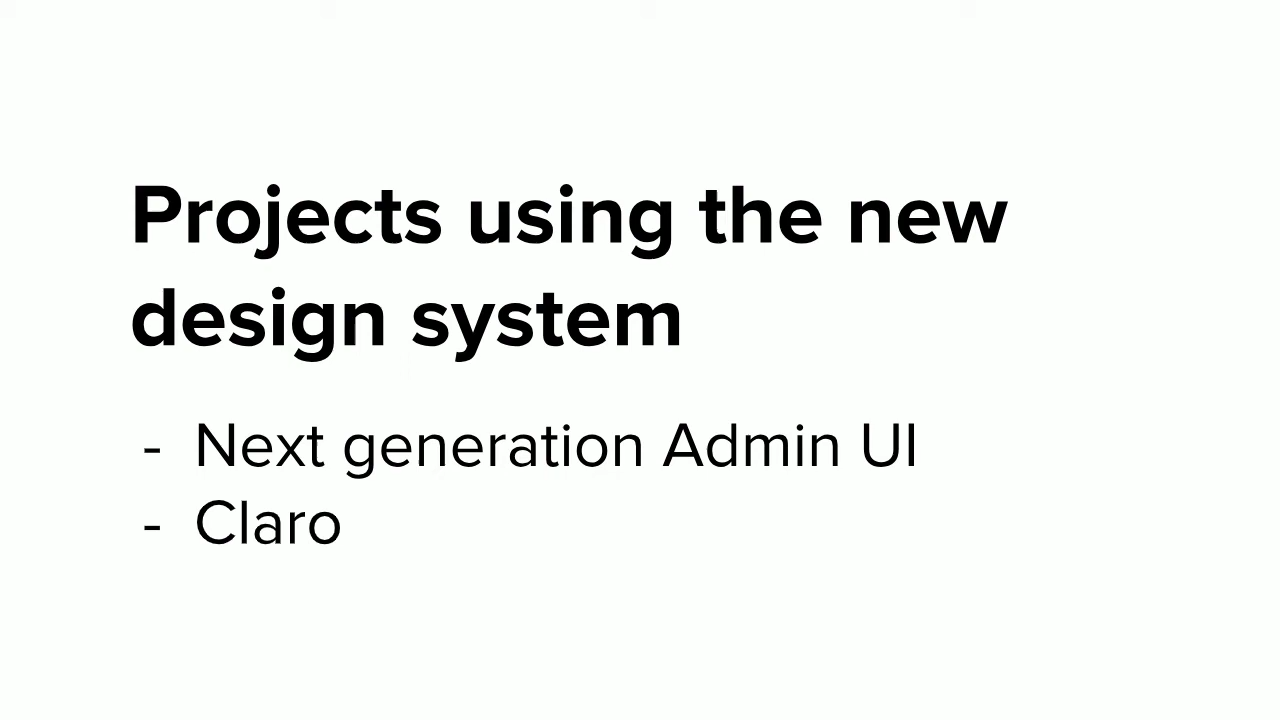 Projects using the new
design system
- Next generation Admin UI
- Claro